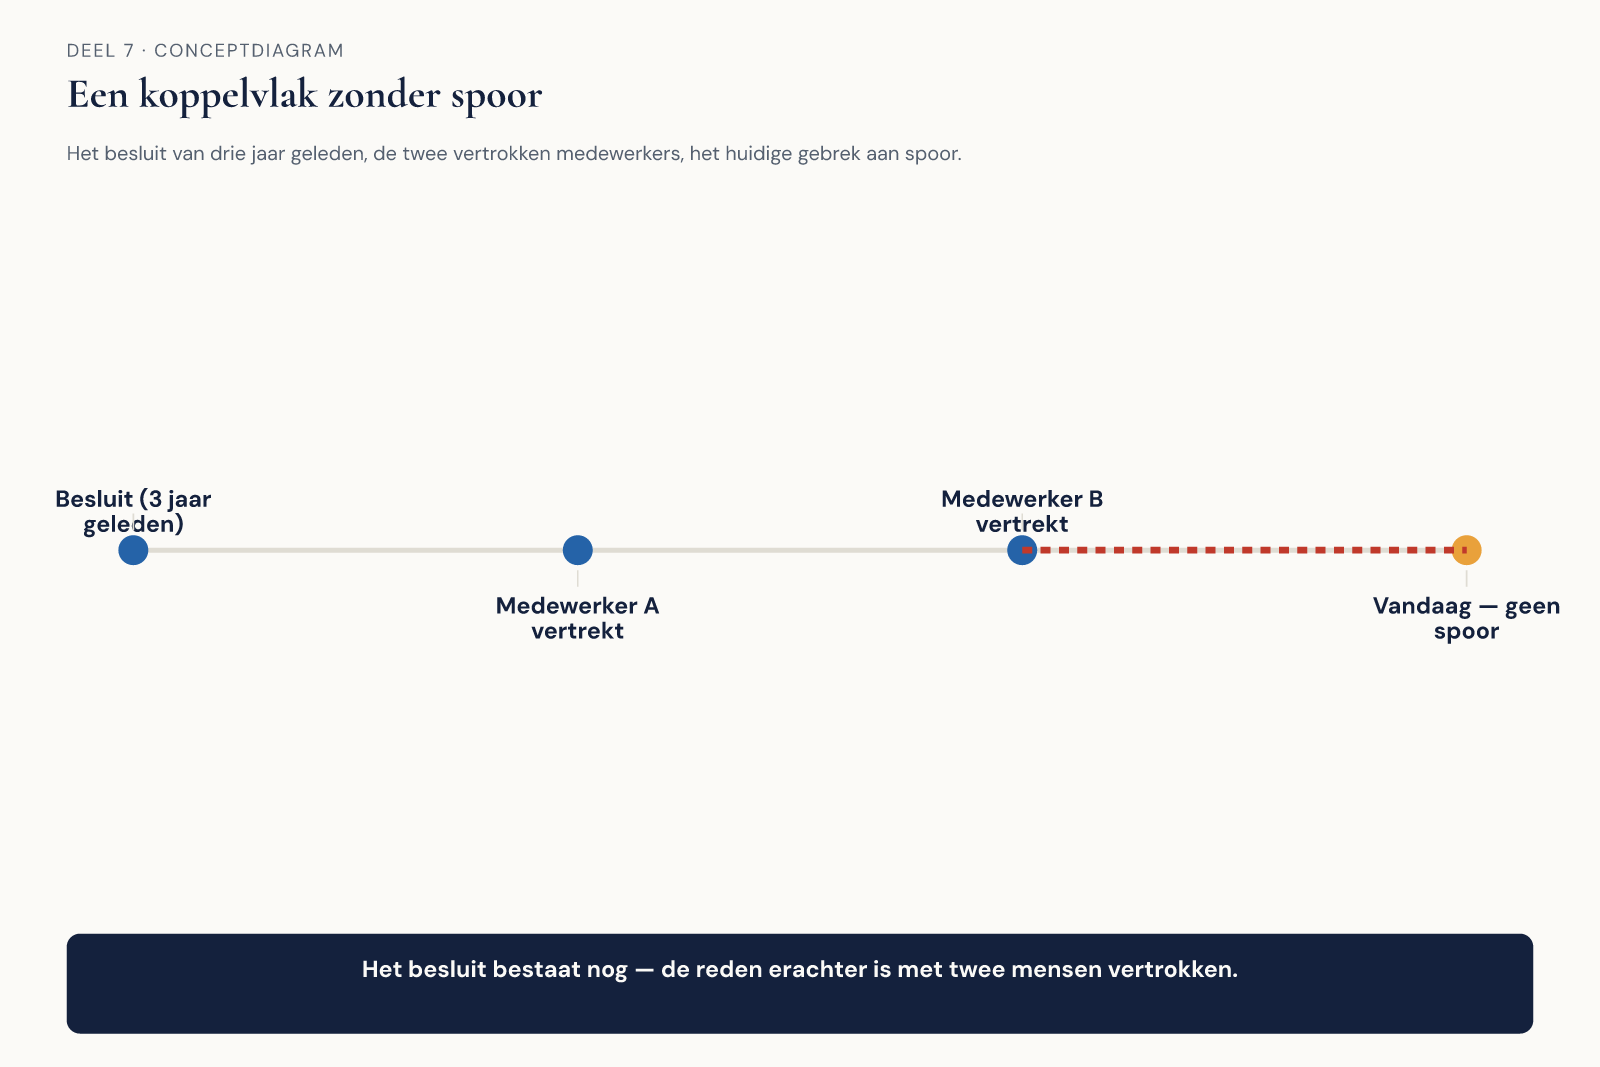 DEEL 7 · CONCEPTDIAGRAM
Een koppelvlak zonder spoor
Het besluit van drie jaar geleden, de twee vertrokken medewerkers, het huidige gebrek aan spoor.
Besluit (3 jaar
geleden)
Medewerker A
vertrekt
Medewerker B
vertrekt
Vandaag — geen
spoor
Het besluit bestaat nog — de reden erachter is met twee mensen vertrokken.